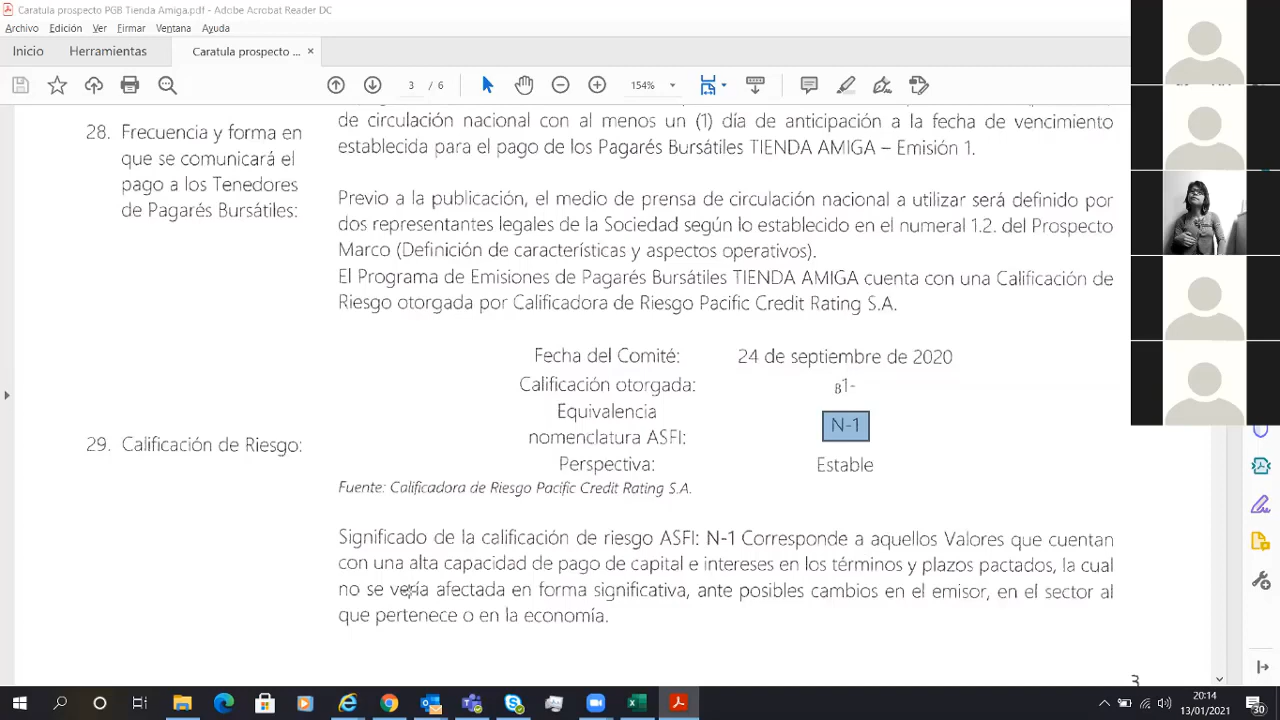 Caratula prospecto PGB Tienda Amiga.pdf - Adobe Acrobat Reader DC
Archivo Edición Ver Firmar Ventana Ayuda
Inicio Herramientas Caratula prospecto ... ×
3 / 6 154%
28. Frecuencia y forma en
que se comunicará el
pago a los Tenedores
de Pagarés Bursátiles:
de circulación nacional con al menos un (1) día de anticipación a la fecha de vencimiento
establecida para el pago de los Pagarés Bursátiles TIENDA AMIGA – Emisión 1.
Previo a la publicación, el medio de prensa de circulación nacional a utilizar será definido por
dos representantes legales de la Sociedad según lo establecido en el numeral 1.2. del Prospecto
Marco (Definición de características y aspectos operativos).
El Programa de Emisiones de Pagarés Bursátiles TIENDA AMIGA cuenta con una Calificación de
Riesgo otorgada por Calificadora de Riesgo Pacific Credit Rating S.A.
Fecha del Comité: 24 de septiembre de 2020
Calificación otorgada: B1-
Equivalencia
nomenclatura ASFI: N-1
Perspectiva: Estable
29. Calificación de Riesgo:
Fuente: Calificadora de Riesgo Pacific Credit Rating S.A.
Significado de la calificación de riesgo ASFI: N-1 Corresponde a aquellos Valores que cuentan
con una alta capacidad de pago de capital e intereses en los términos y plazos pactados, la cual
no se vería afectada en forma significativa, ante posibles cambios en el emisor, en el sector al
que pertenece o en la economía.
3
20:14
13/01/2021
30